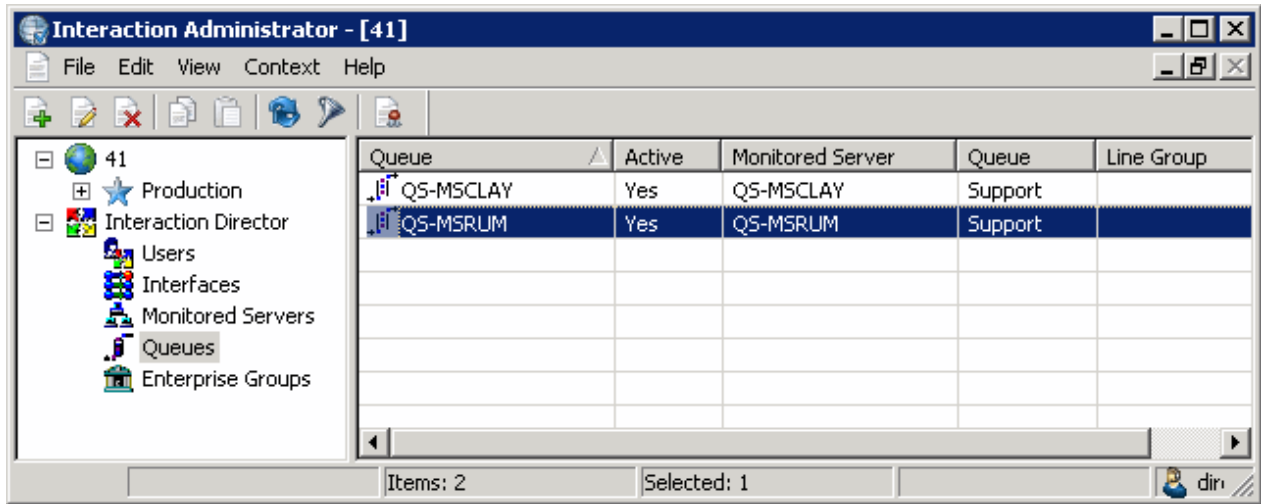 Interaction Administrator - [41]
File Edit View Context Help
41
Production
Interaction Director
Users
Interfaces
Monitored Servers
Queues
Enterprise Groups
Queue Active Monitored Server Queue Line Group
QS-MSCLAY Yes QS-MSCLAY Support
QS-MSRUM Yes QS-MSRUM Support
Items: 2 Selected: 1